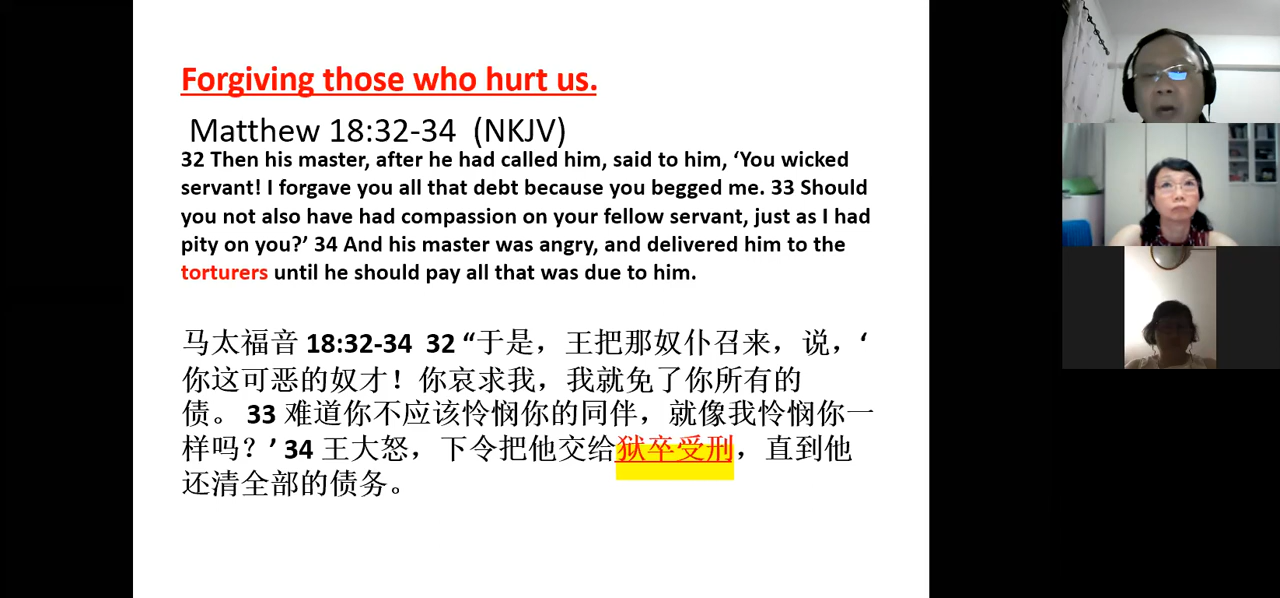 Forgiving those who hurt us.
Matthew 18:32-34 (NKJV)
32 Then his master, after he had called him, said to him, ‘You wicked
servant! I forgave you all that debt because you begged me. 33 Should
you not also have had compassion on your fellow servant, just as I had
pity on you?’ 34 And his master was angry, and delivered him to the
torturers until he should pay all that was due to him.
马太福音 18:32-34 32 “于是，王把那奴仆召来，说，‘
你这可恶的奴才！你哀求我，我就免了你所有的
债。 33 难道你不应该怜悯你的同伴，就像我怜悯你一
样吗？’ 34 王大怒，下令把他交给狱卒受刑，直到他
还清全部的债务。